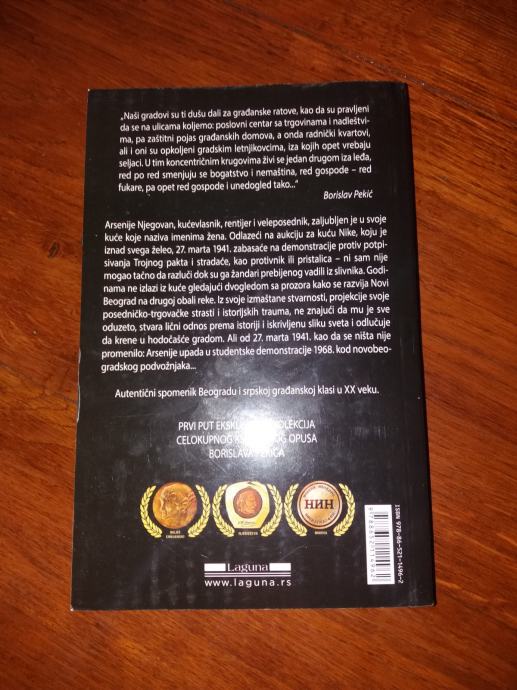 „Naši gradovi su ti dušu dali za građanske ratove, kao da su pravljeni
da se na ulicama koljemo: poslovni centar sa trgovinama i nadleštvi-
ma, pa zaštitni pojas građanskih domova, a onda radnički kvartovi,
ali i oni su opkoljeni gradskim letnjikovcima, iza kojih opet vrebaju
seljaci. U tim koncentričnim krugovima živi se jedan drugom iza leđa,
red po red smenjuju se bogatstvo i nemaština, red gospode – red
fukare, pa opet red gospode i unedogled tako...“
Borislav Pekić
Arsenije Njegovan, kućevlasnik, rentijer i veleposednik, zaljubljen je u svoje
kuće koje naziva imenima žena. Odlazeći na aukciju za kuću Nike, koju je
iznad svega želeo, 27. marta 1941. zabasaće na demonstracije protiv potpi-
sivanja Trojnog pakta i stradaće, kao protivnik ili pristalica – ni sam nije
mogao tačno da razluči dok su ga žandari prebijenog vadili iz slivnika. Godi-
nama ne izlazi iz kuće gledajući dvogledom sa prozora kako se razvija Novi
Beograd na drugoj obali reke. Iz svoje izmaštane stvarnosti, projekcije svoje
posedničko-trgovačke strasti i istorijskih trauma, ne znajući da mu je sve
oduzeto, stvara lični odnos prema istoriji i iskrivljenu sliku sveta i odlučuje
da krene u hodočašće gradom. Ali od 27. marta 1941. kao da se ništa nije
promenilo: Arsenije upada u studentske demonstracije 1968. kod novobeo-
gradskog podvožnjaka...
Autentični spomenik Beogradu i srpskoj građanskoj klasi u XX veku.
PRVI PUT KOLEKCIJA
CELOKUPNOG OPUSA
BORISLAVA PEKIĆA
НИН
Laguna
www.laguna.rs
ISBN 978-86-521-1496-2